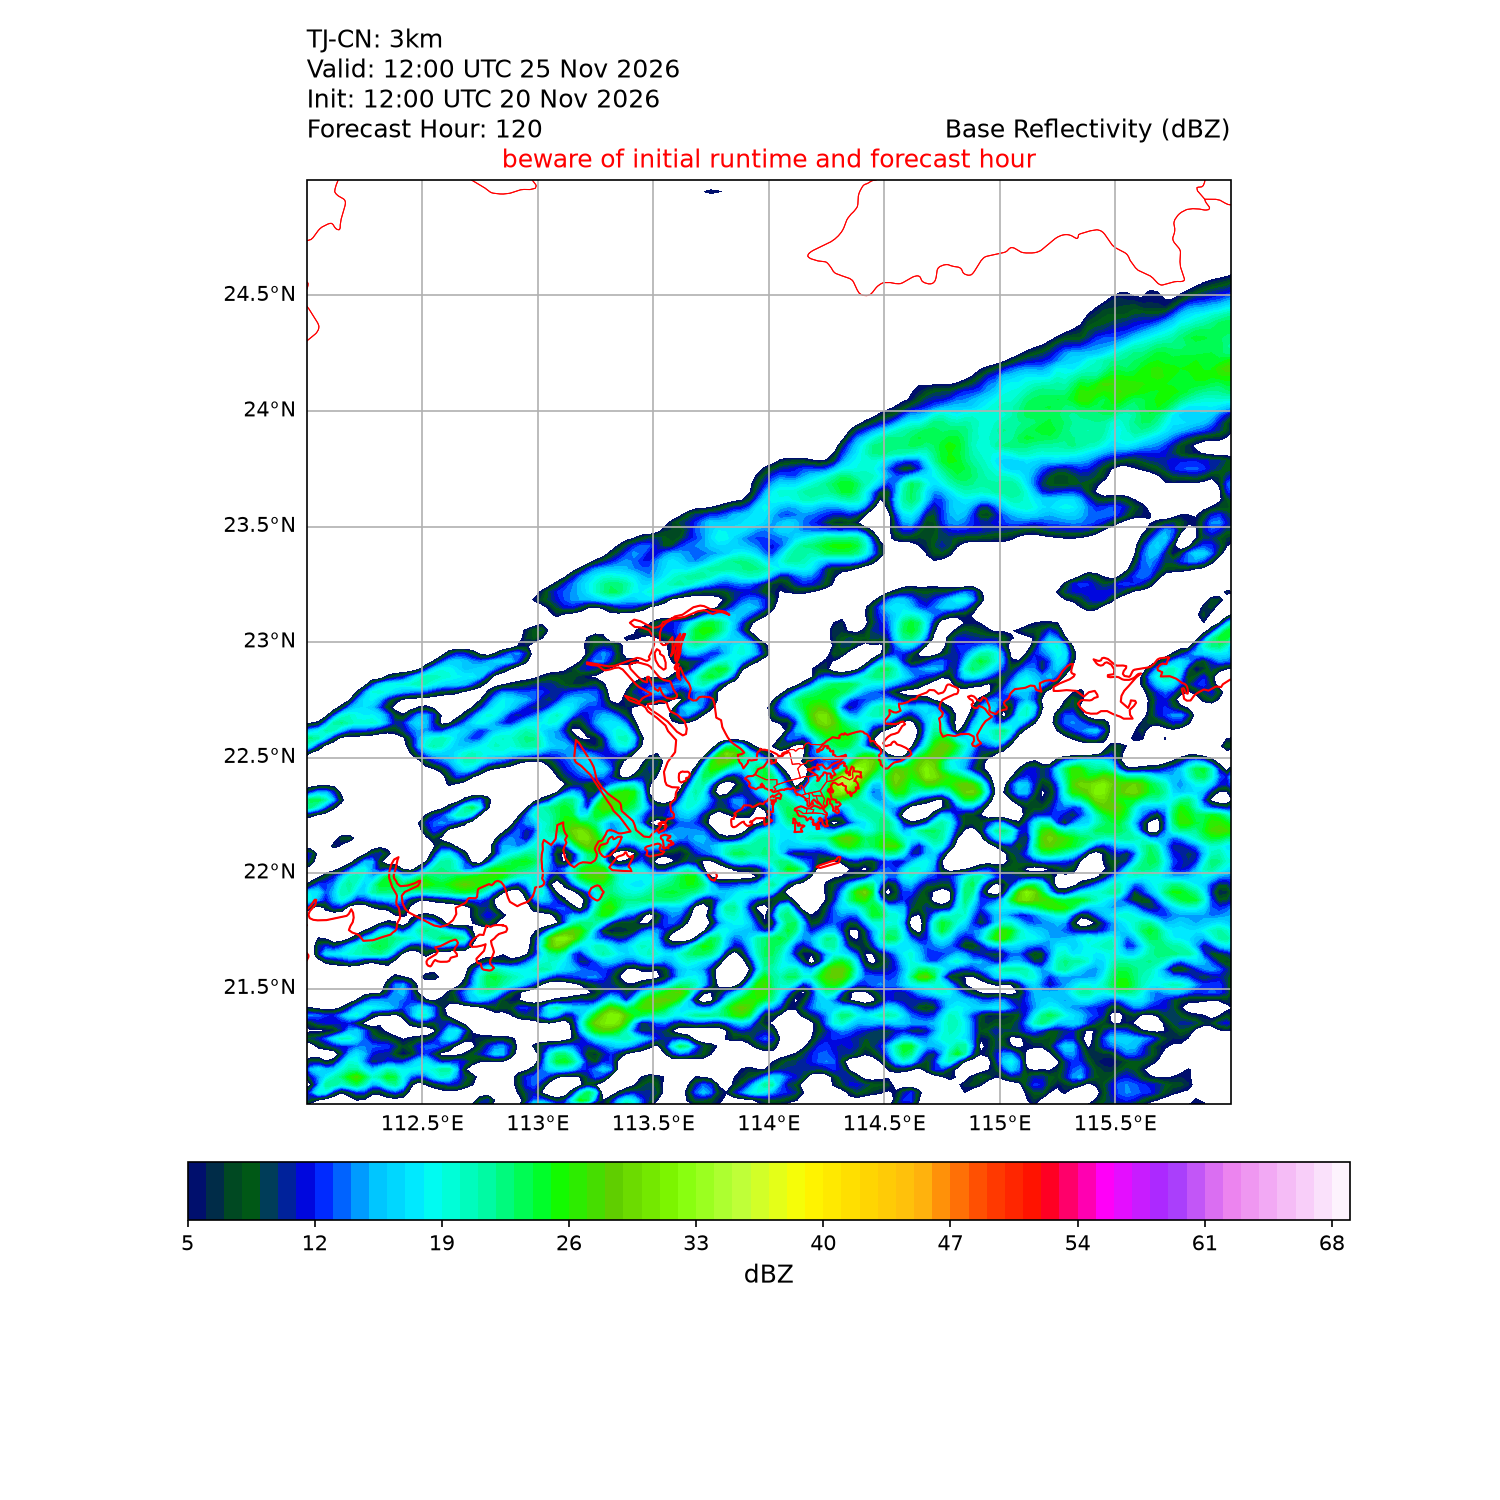 TJ-CN: 3km
Valid: 12:00 UTC 25 Nov 2026
Init: 12:00 UTC 20 Nov 2026
Forecast Hour: 120
Base Reflectivity (dBZ)
beware of initial runtime and forecast hour
24.5°N
24°N
23.5°N
23°N
22.5°N
22°N
21.5°N
112.5°E 113°E 113.5°E 114°E 114.5°E 115°E 115.5°E
5 12 19 26 33 40 47 54 61 68
dBZ